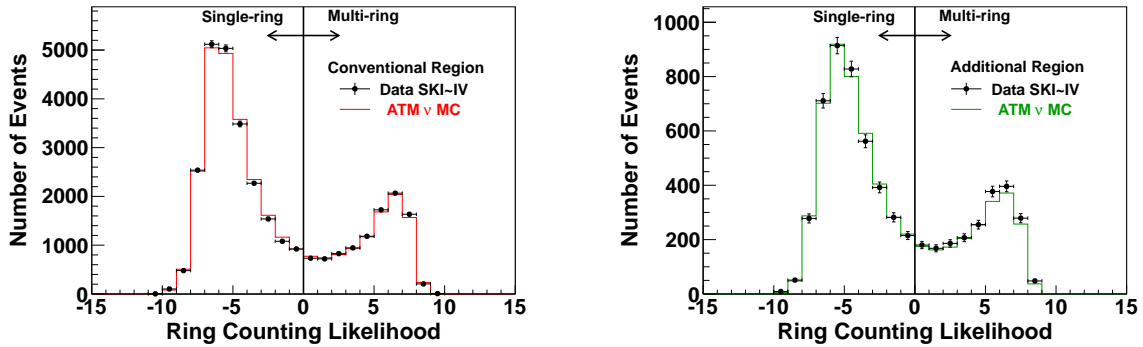 Single-ring Multi-ring
Number of Events
5000
4000
3000
2000
1000
0
Conventional Region
Data SKI~IV
ATM ν MC
-15 -10 -5 0 5 10 15
Ring Counting Likelihood
Single-ring Multi-ring
Number of Events
1000
800
600
400
200
0
Additional Region
Data SKI~IV
ATM ν MC
-15 -10 -5 0 5 10 15
Ring Counting Likelihood